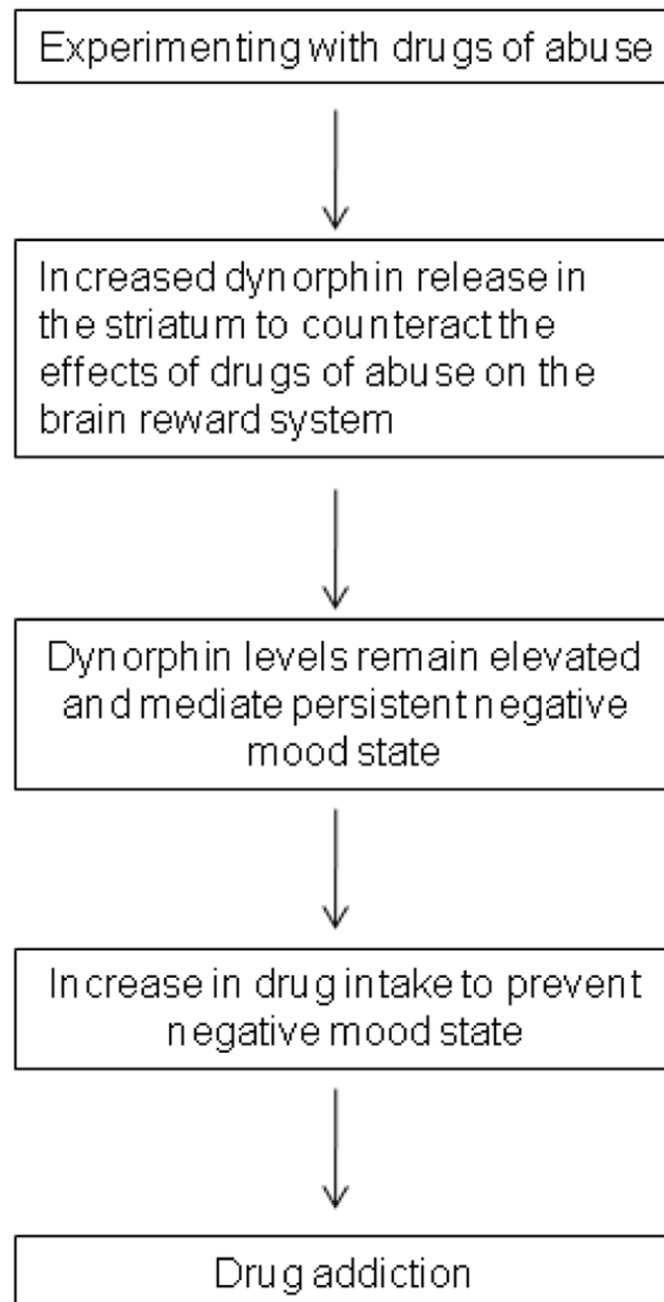 Experimenting with drugs of abuse
Increased dynorphin release in
the striatum to counteract the
effects of drugs of abuse on the
brain reward system
Dynorphin levels remain elevated
and mediate persistent negative
mood state
Increase in drug intake to prevent
negative mood state
Drug addiction